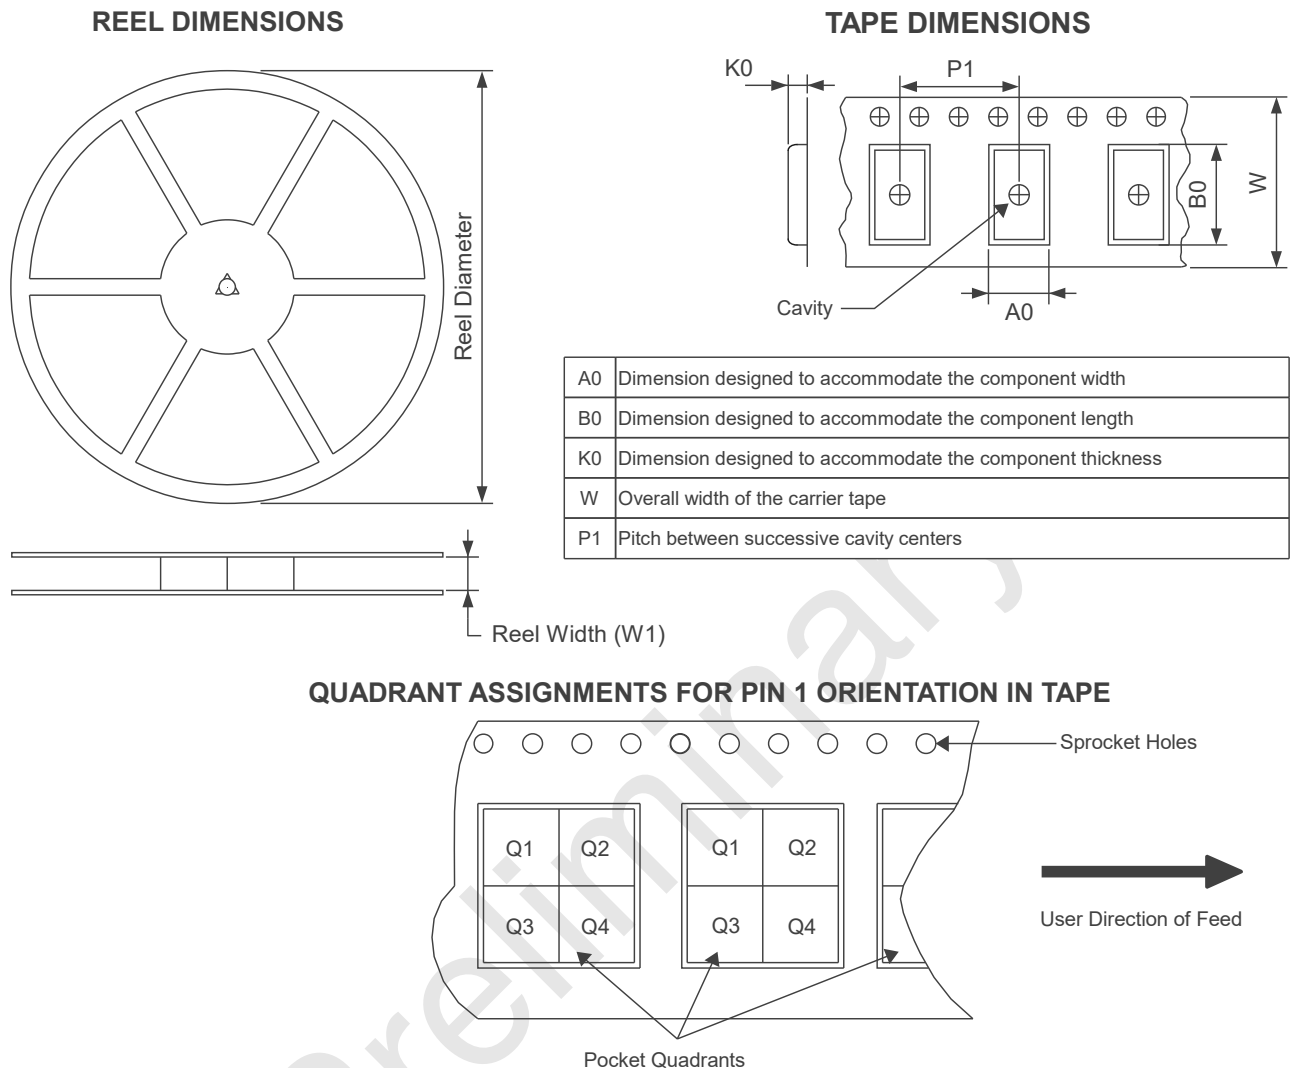 REEL DIMENSIONS
TAPE DIMENSIONS
Reel Diameter
Reel Width (W1)
K0
P1
B0
W
Cavity
A0
A0 Dimension designed to accommodate the component width
B0 Dimension designed to accommodate the component length
K0 Dimension designed to accommodate the component thickness
W Overall width of the carrier tape
P1 Pitch between successive cavity centers
QUADRANT ASSIGNMENTS FOR PIN 1 ORIENTATION IN TAPE
Sprocket Holes
Q1 Q2 Q1 Q2
Q3 Q4 Q3 Q4
User Direction of Feed
Pocket Quadrants
Preliminary